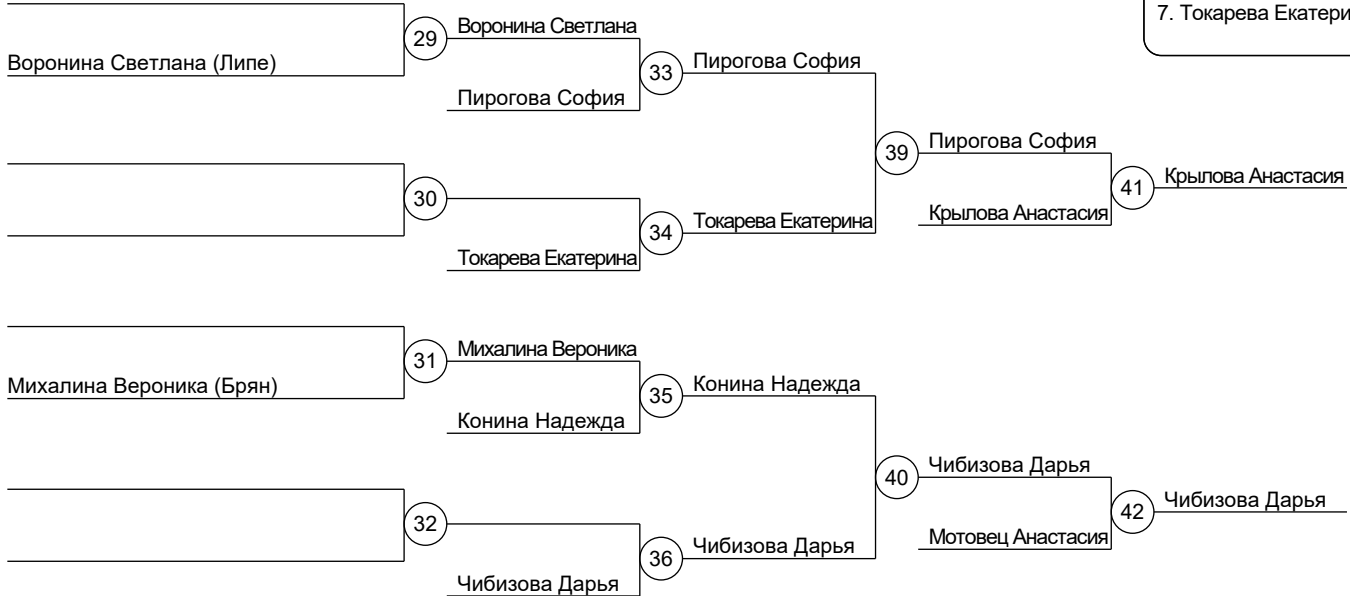 7. Токарева Екатери
29
Воронина Светлана
Воронина Светлана (Липе)
33
Пирогова София
Пирогова София
39
Пирогова София
30
41
Крылова Анастасия
Крылова Анастасия
34
Токарева Екатерина
Токарева Екатерина
31
Михалина Вероника
Михалина Вероника (Брян)
35
Конина Надежда
Конина Надежда
40
Чибизова Дарья
32
42
Чибизова Дарья
Мотовец Анастасия
36
Чибизова Дарья
Чибизова Дарья